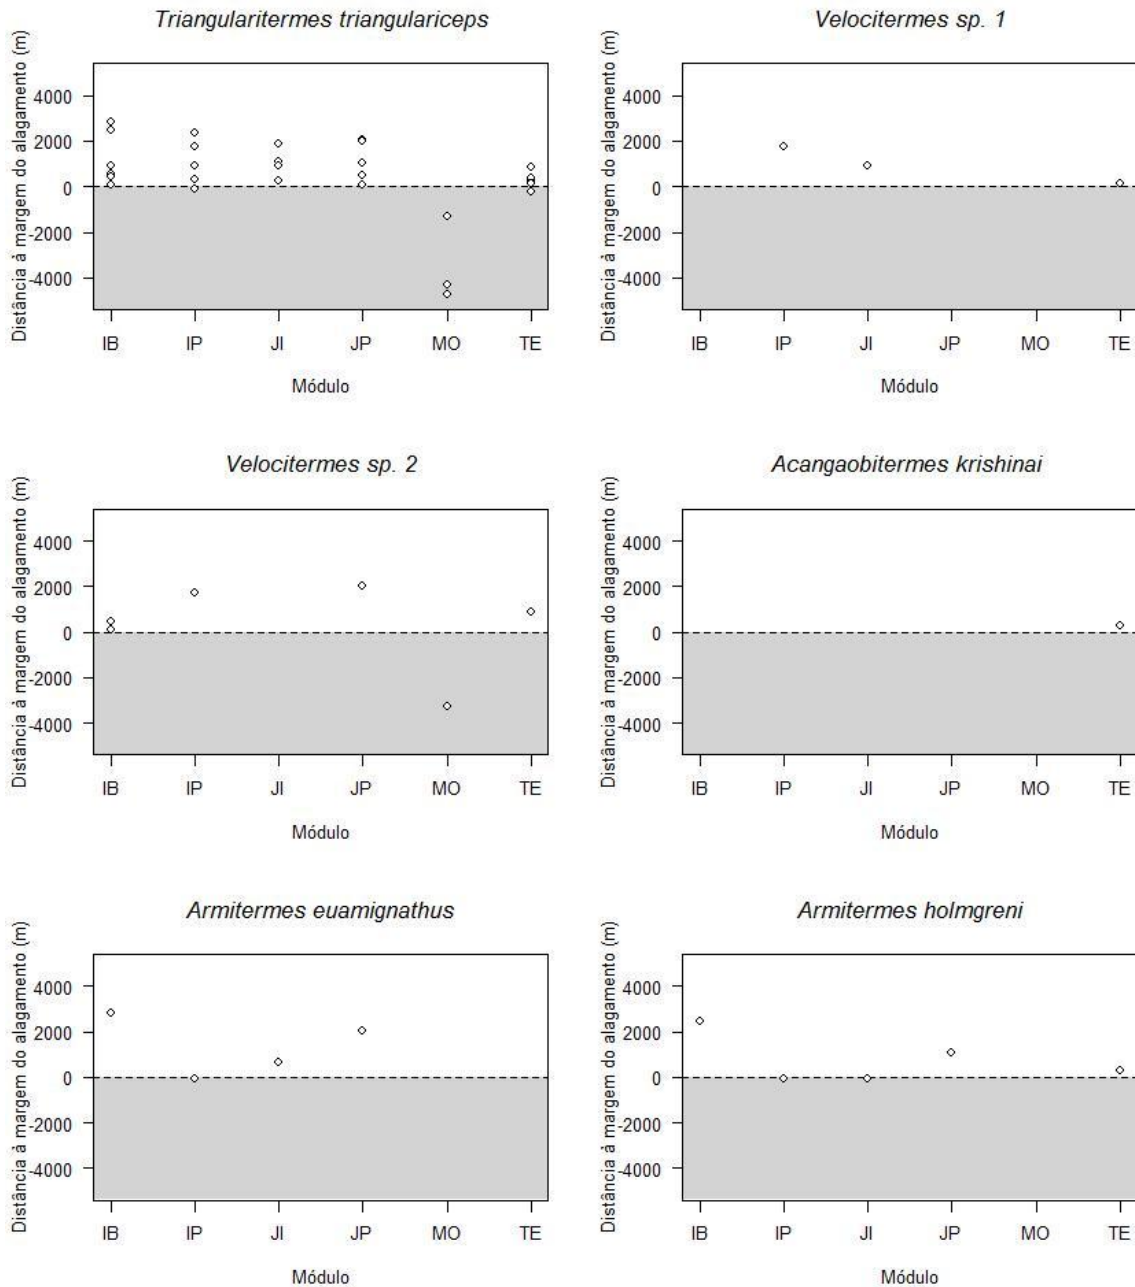 Triangularitermes triangulariceps
Distância à margem do alagamento (m)
4000
2000
0
-2000
-4000
IB IP JI JP MO TE
Módulo
Velocitermes sp. 1
Distância à margem do alagamento (m)
4000
2000
0
-2000
-4000
IB IP JI JP MO TE
Módulo
Velocitermes sp. 2
Distância à margem do alagamento (m)
4000
2000
0
-2000
-4000
IB IP JI JP MO TE
Módulo
Acangaobitermes krishinai
Distância à margem do alagamento (m)
4000
2000
0
-2000
-4000
IB IP JI JP MO TE
Módulo
Armitermes euamignathus
Distância à margem do alagamento (m)
4000
2000
0
-2000
-4000
IB IP JI JP MO TE
Módulo
Armitermes holmgreni
Distância à margem do alagamento (m)
4000
2000
0
-2000
-4000
IB IP JI JP MO TE
Módulo